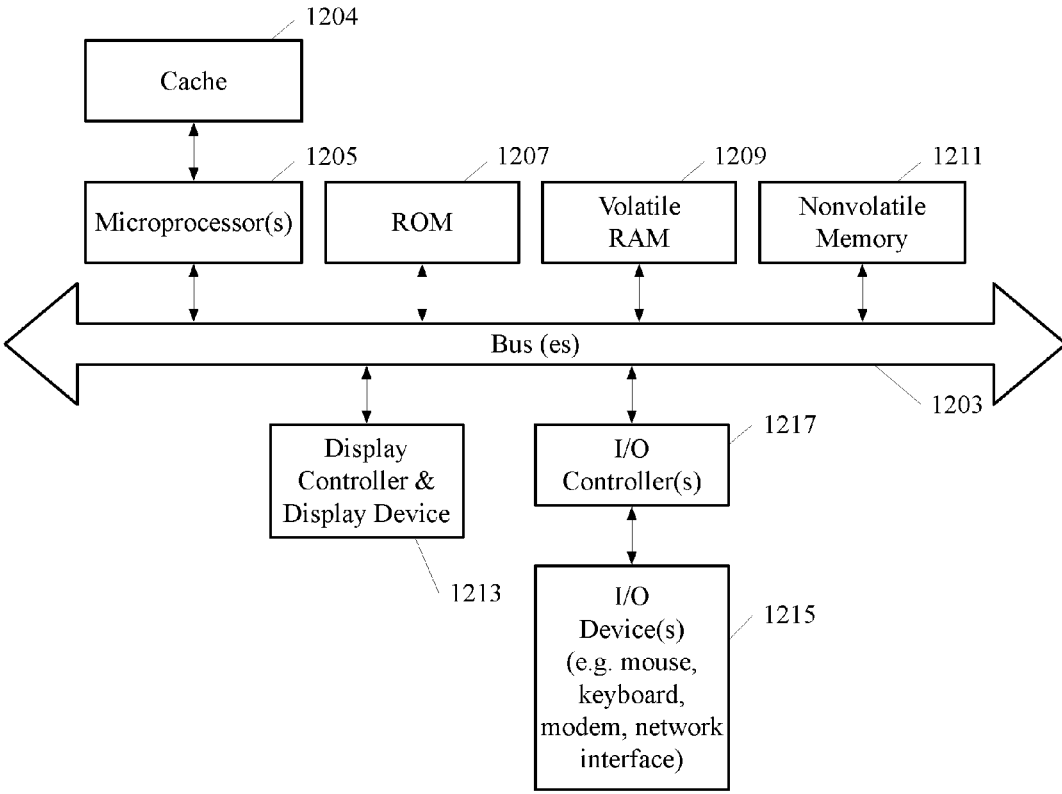 1204
Cache
1205
1207
1209
1211
Microprocessor(s)
ROM
Volatile
RAM
Nonvolatile
Memory
Bus (es)
1203
Display
Controller &
Display Device
1213
1217
I/O
Controller(s)
I/O
Device(s)
(e.g. mouse,
keyboard,
modem, network
interface)
1215